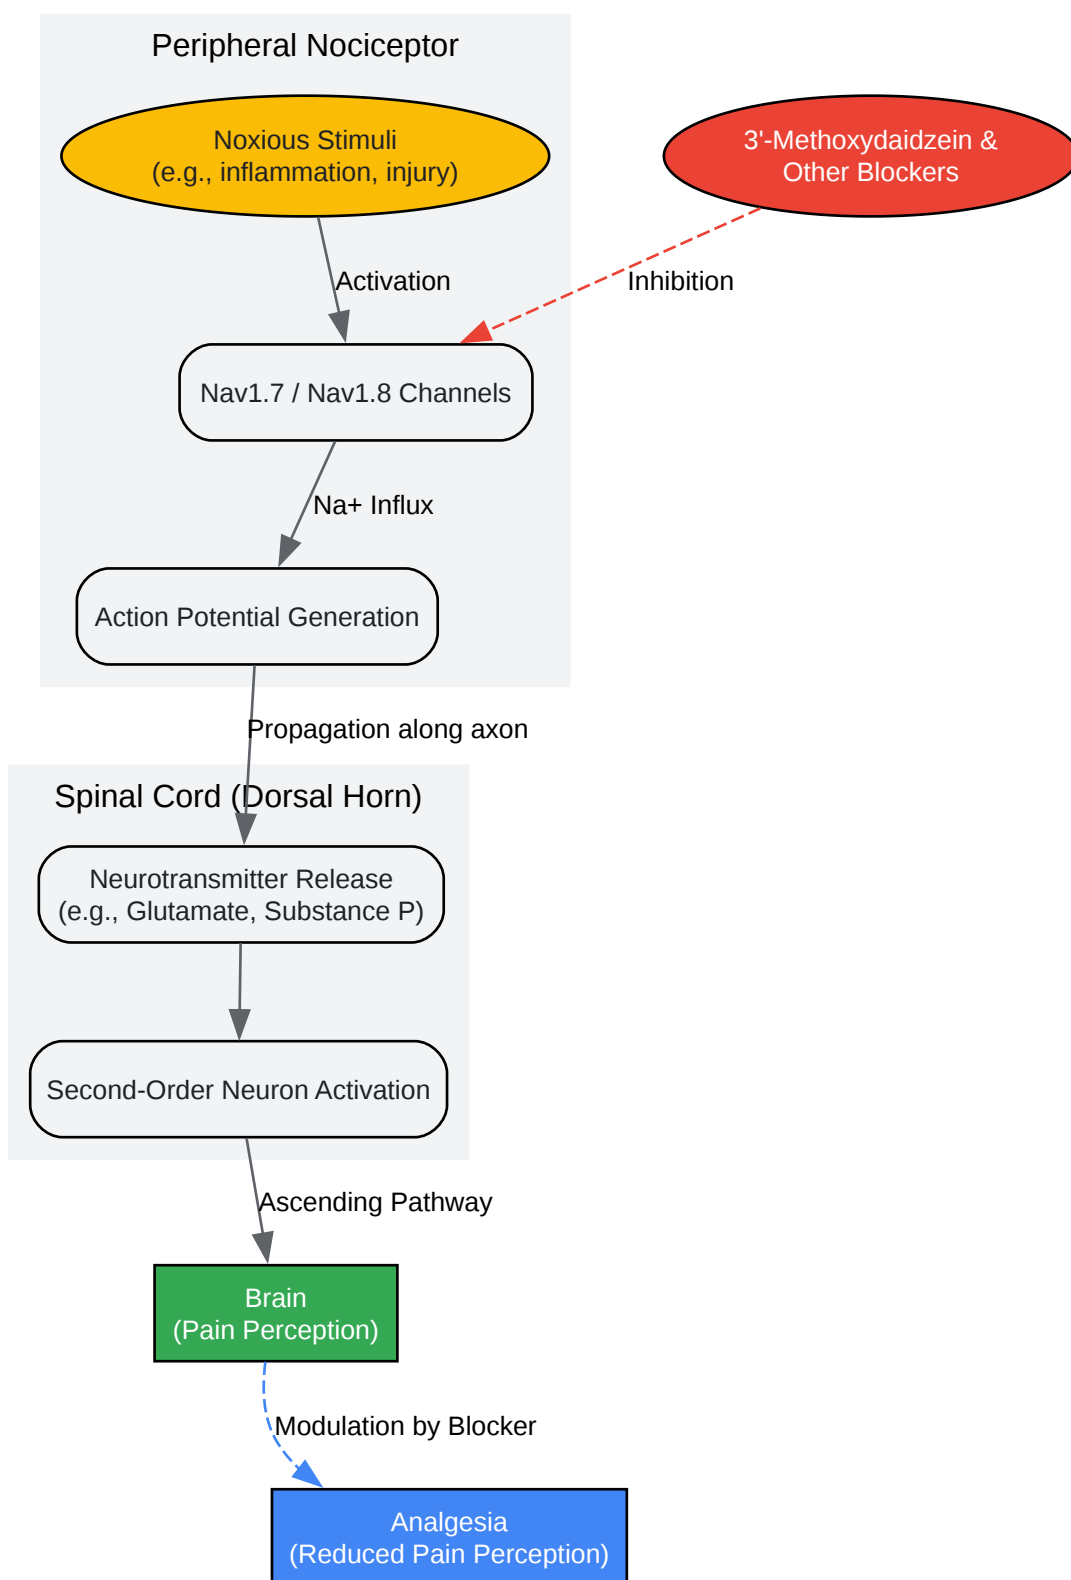 Peripheral Nociceptor
Noxious Stimuli
(e.g., inflammation, injury)
3'-Methoxydaidzein &
Other Blockers
Activation
Inhibition
Nav1.7 / Nav1.8 Channels
Na+ Influx
Action Potential Generation
Propagation along axon
Spinal Cord (Dorsal Horn)
Neurotransmitter Release
(e.g., Glutamate, Substance P)
Second-Order Neuron Activation
Ascending Pathway
Brain
(Pain Perception)
Modulation by Blocker
Analgesia
(Reduced Pain Perception)